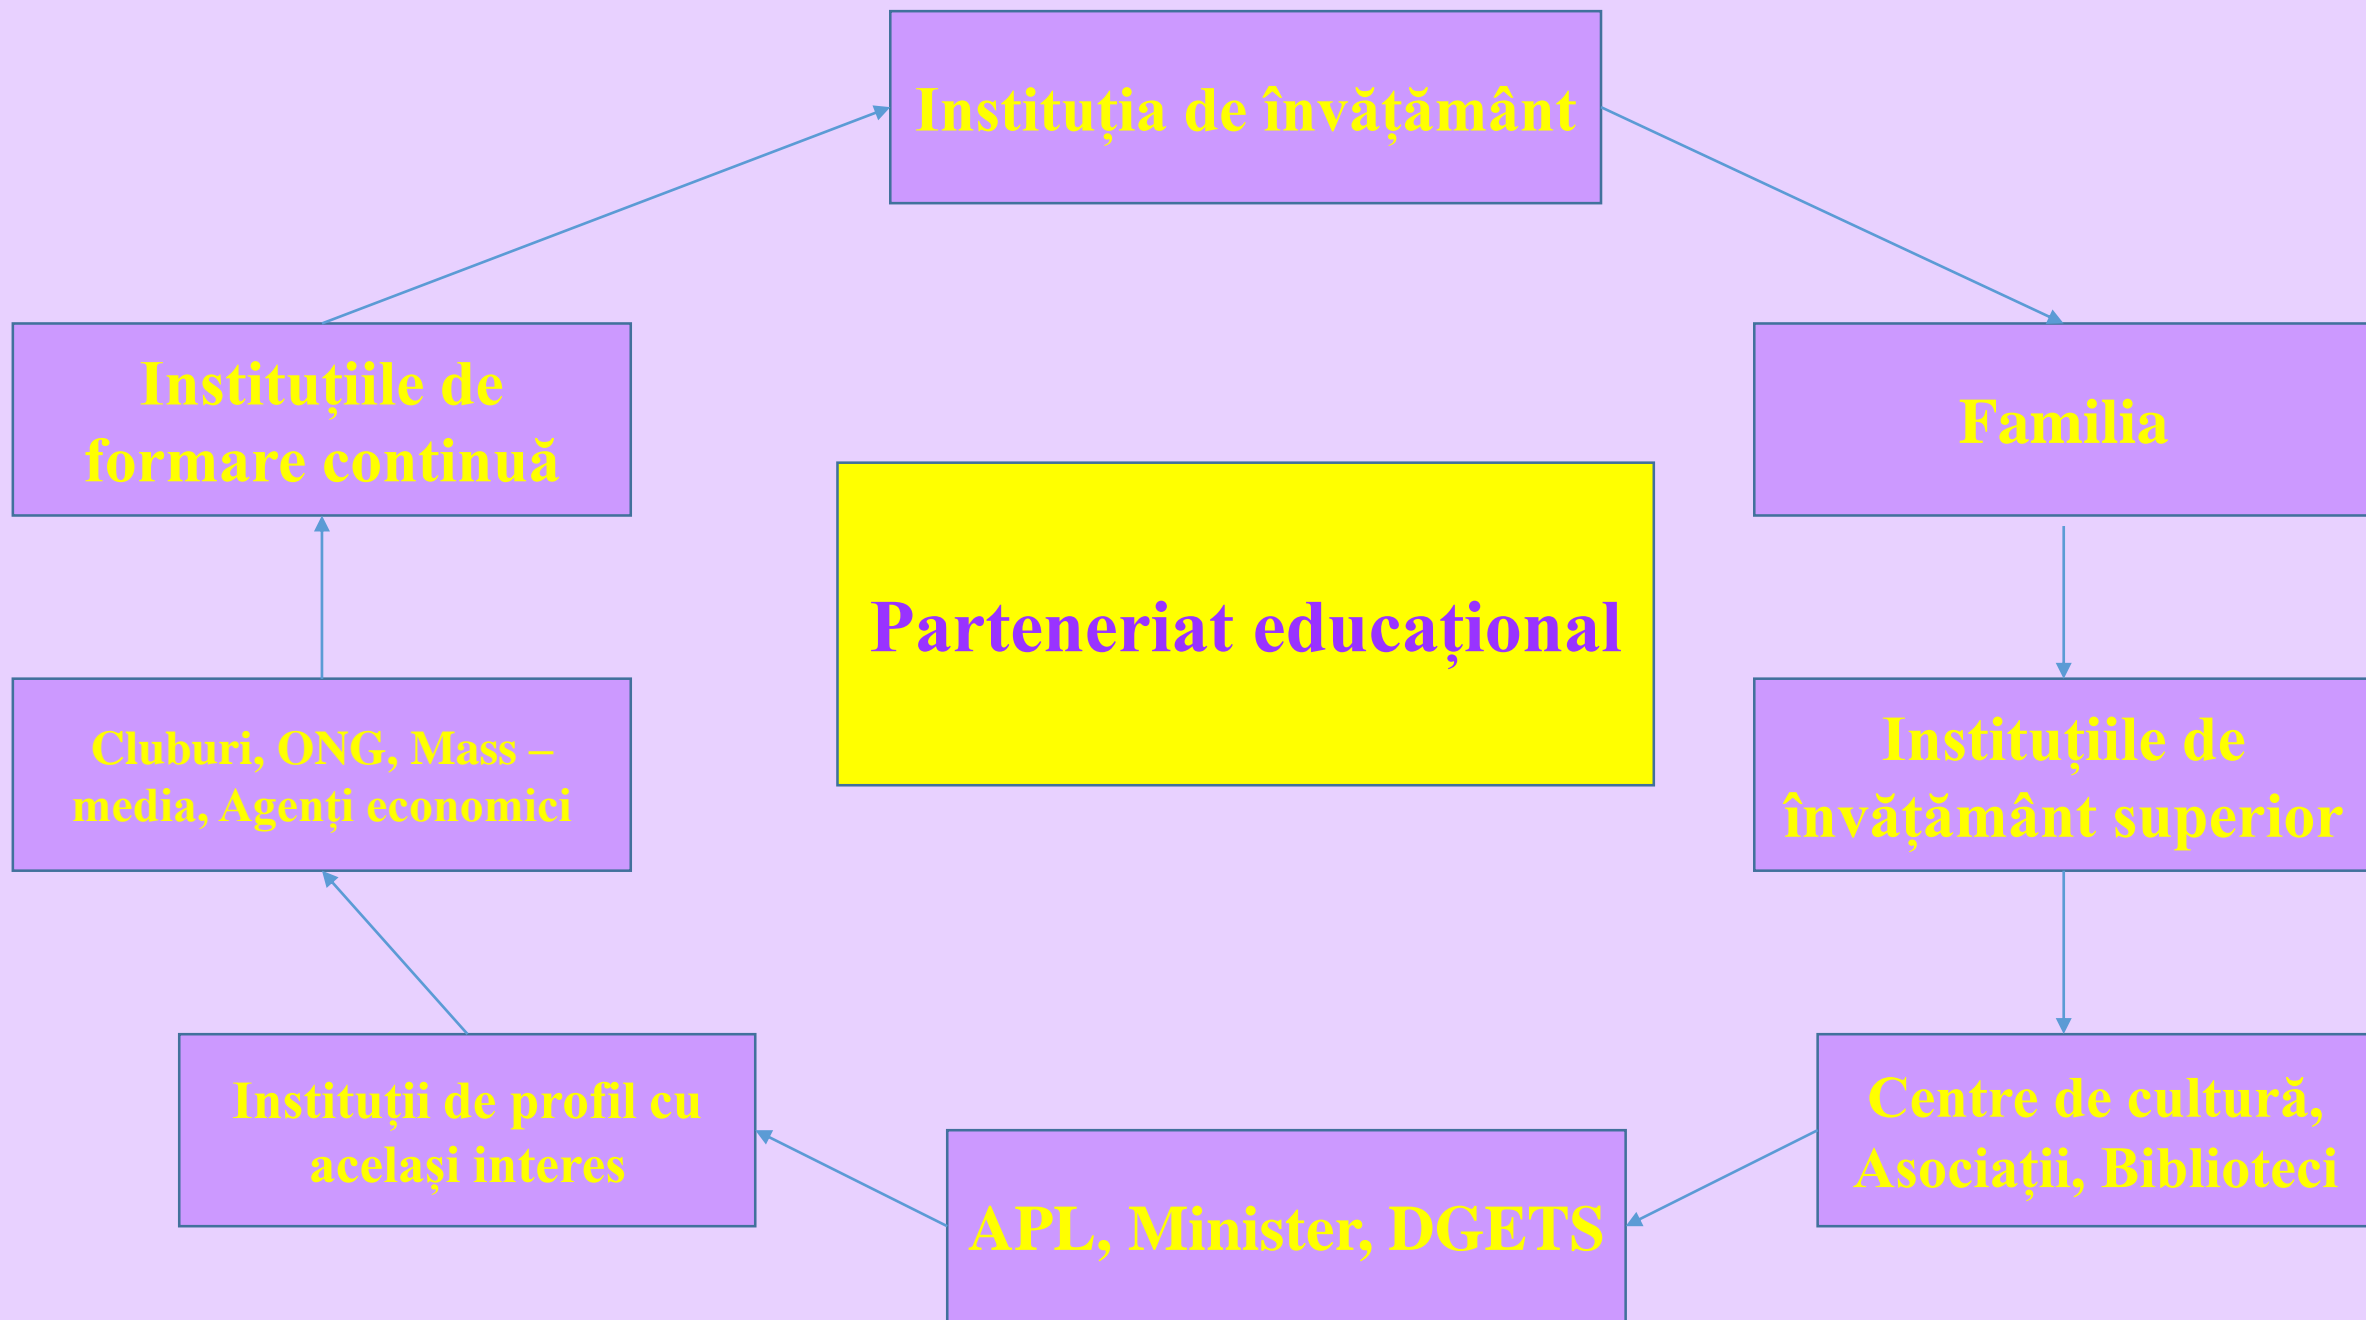 Instituția de învățământ
Instituțiile de
formare continuă
Familia
Parteneriat educațional
Cluburi, ONG, Mass –
media, Agenți economici
Instituțiile de
învățământ superior
Instituții de profil cu
același interes
Centre de cultură,
Asociații, Biblioteci
APL, Minister, DGETS